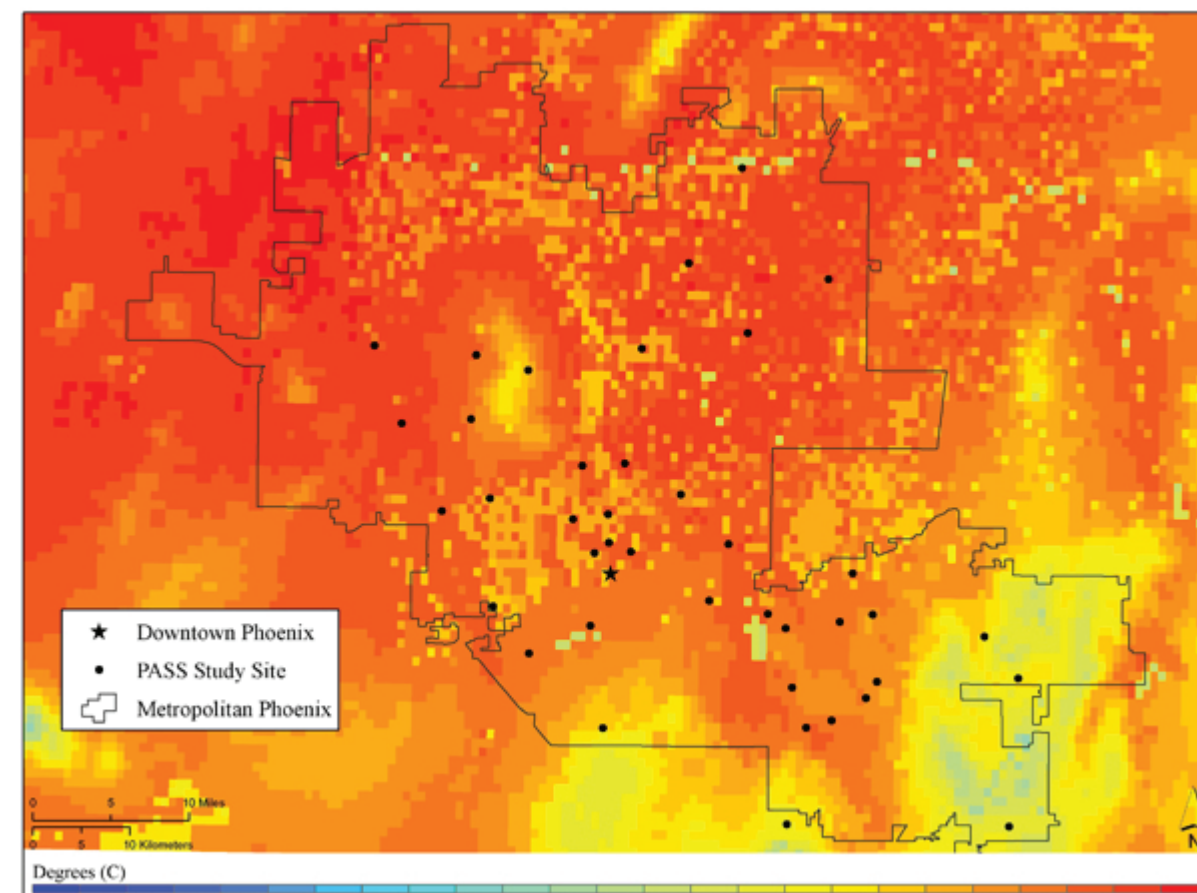 Downtown Phoenix
PASS Study Site
Metropolitan Phoenix
0 5 10 Miles
0 5 10 Kilometers
N
Degrees (C)